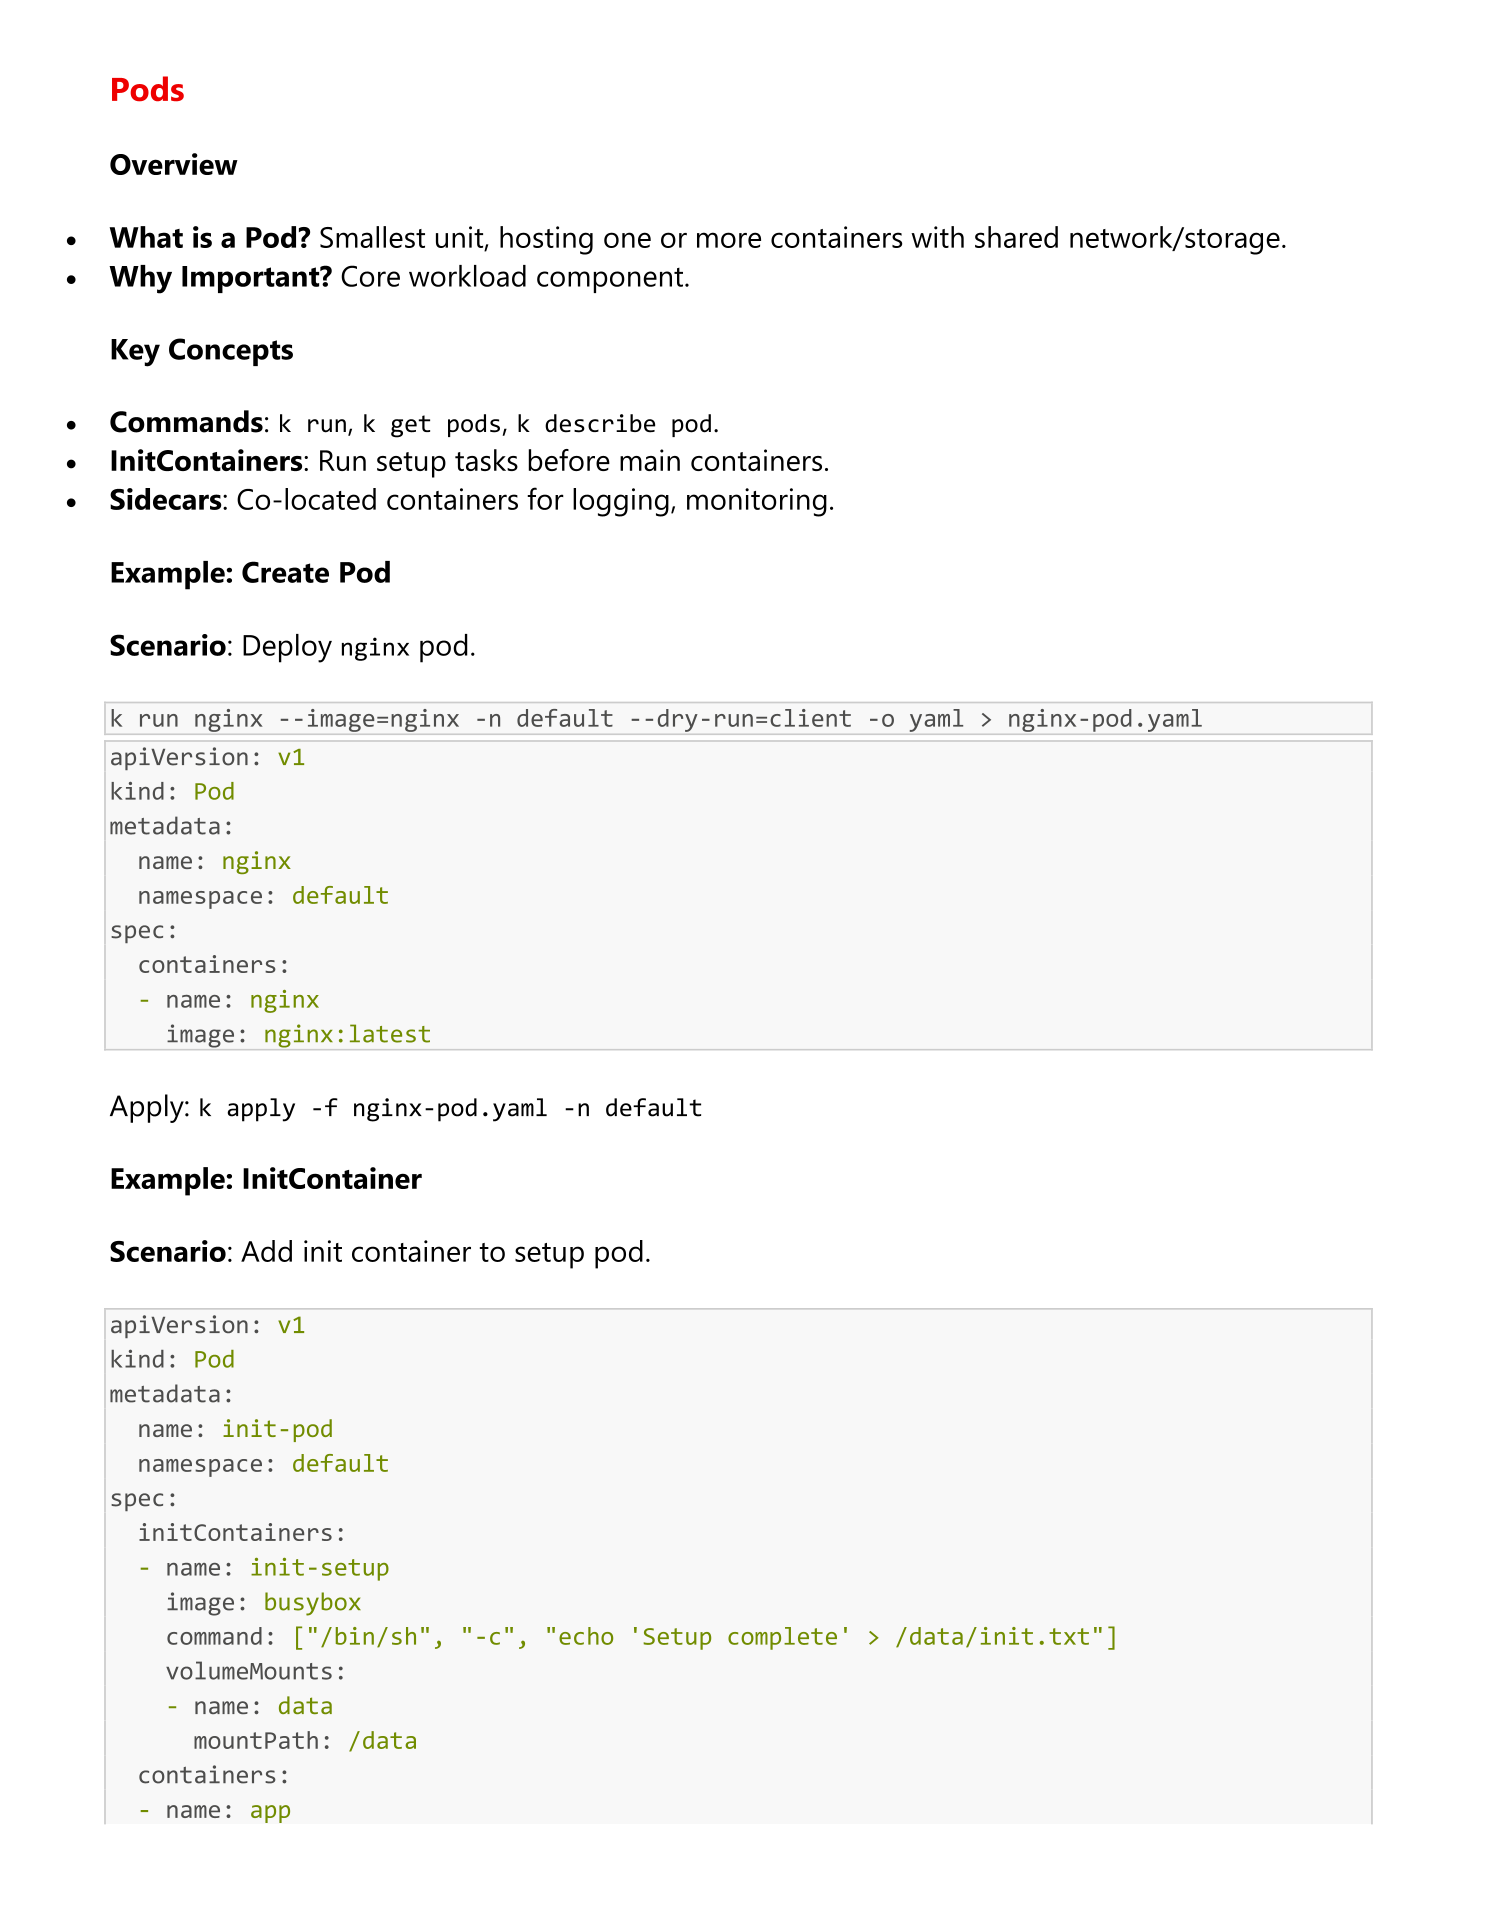 Pods
Overview
• What is a Pod? Smallest unit, hosting one or more containers with shared network/storage.
• Why Important? Core workload component.
Key Concepts
• Commands: k run, k get pods, k describe pod.
• InitContainers: Run setup tasks before main containers.
• Sidecars: Co-located containers for logging, monitoring.
Example: Create Pod
Scenario: Deploy nginx pod.
k run nginx --image=nginx -n default --dry-run=client -o yaml > nginx-pod.yaml
apiVersion: v1
kind: Pod
metadata:
  name: nginx
  namespace: default
spec:
  containers:
  - name: nginx
    image: nginx:latest
Apply: k apply -f nginx-pod.yaml -n default
Example: InitContainer
Scenario: Add init container to setup pod.
apiVersion: v1
kind: Pod
metadata:
  name: init-pod
  namespace: default
spec:
  initContainers:
  - name: init-setup
    image: busybox
    command: ["/bin/sh", "-c", "echo 'Setup complete' > /data/init.txt"]
    volumeMounts:
    - name: data
      mountPath: /data
  containers:
  - name: app